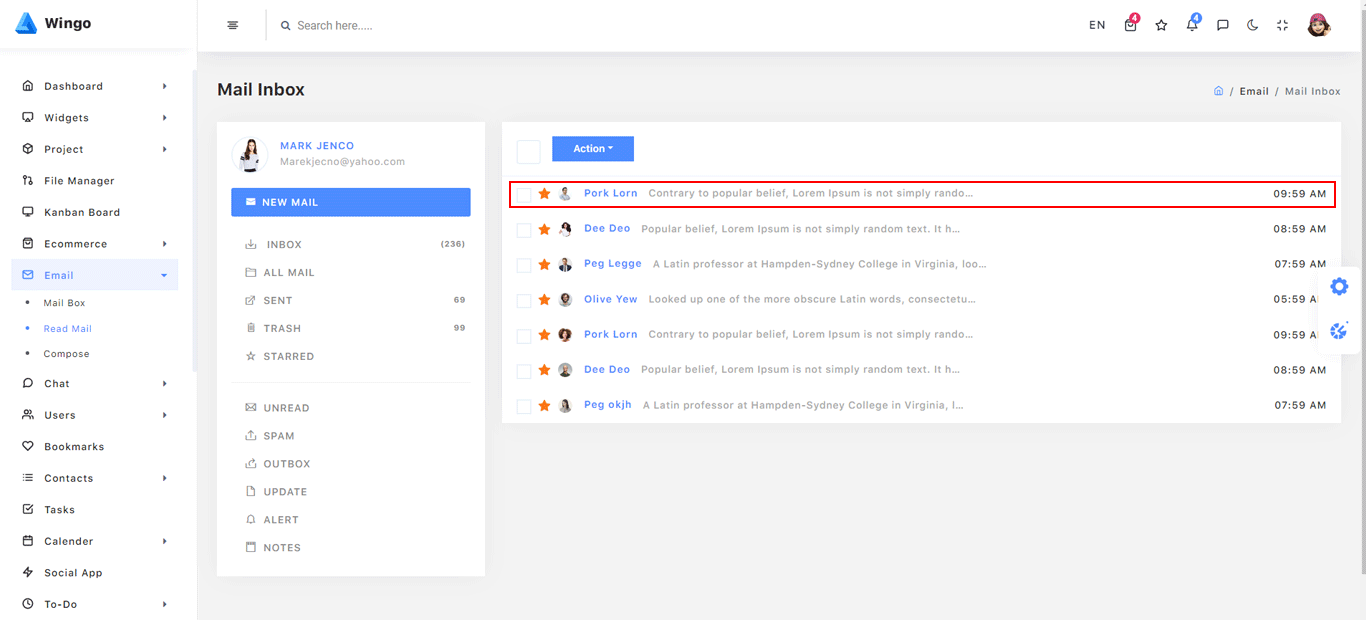 Wingo
Search here.....
EN
4
4
Dashboard
Widgets
Project
File Manager
Kanban Board
Ecommerce
Email
Mail Box
Read Mail
Compose
Chat
Users
Bookmarks
Contacts
Tasks
Calender
Social App
To-Do
Mail Inbox
/ Email / Mail Inbox
MARK JENCO
Marekjecno@yahoo.com
NEW MAIL
INBOX (236)
ALL MAIL
SENT 69
TRASH 99
STARRED
UNREAD
SPAM
OUTBOX
UPDATE
ALERT
NOTES
Action
Pork Lorn Contrary to popular belief, Lorem Ipsum is not simply rando... 09:59 AM
Dee Deo Popular belief, Lorem Ipsum is not simply random text. It h... 08:59 AM
Peg Legge A Latin professor at Hampden-Sydney College in Virginia, loo... 07:59 AM
Olive Yew Looked up one of the more obscure Latin words, consectetu... 05:59 A
Pork Lorn Contrary to popular belief, Lorem Ipsum is not simply rando... 09:59 A
Dee Deo Popular belief, Lorem Ipsum is not simply random text. It h... 08:59 AM
Peg okjh A Latin professor at Hampden-Sydney College in Virginia, l... 07:59 AM